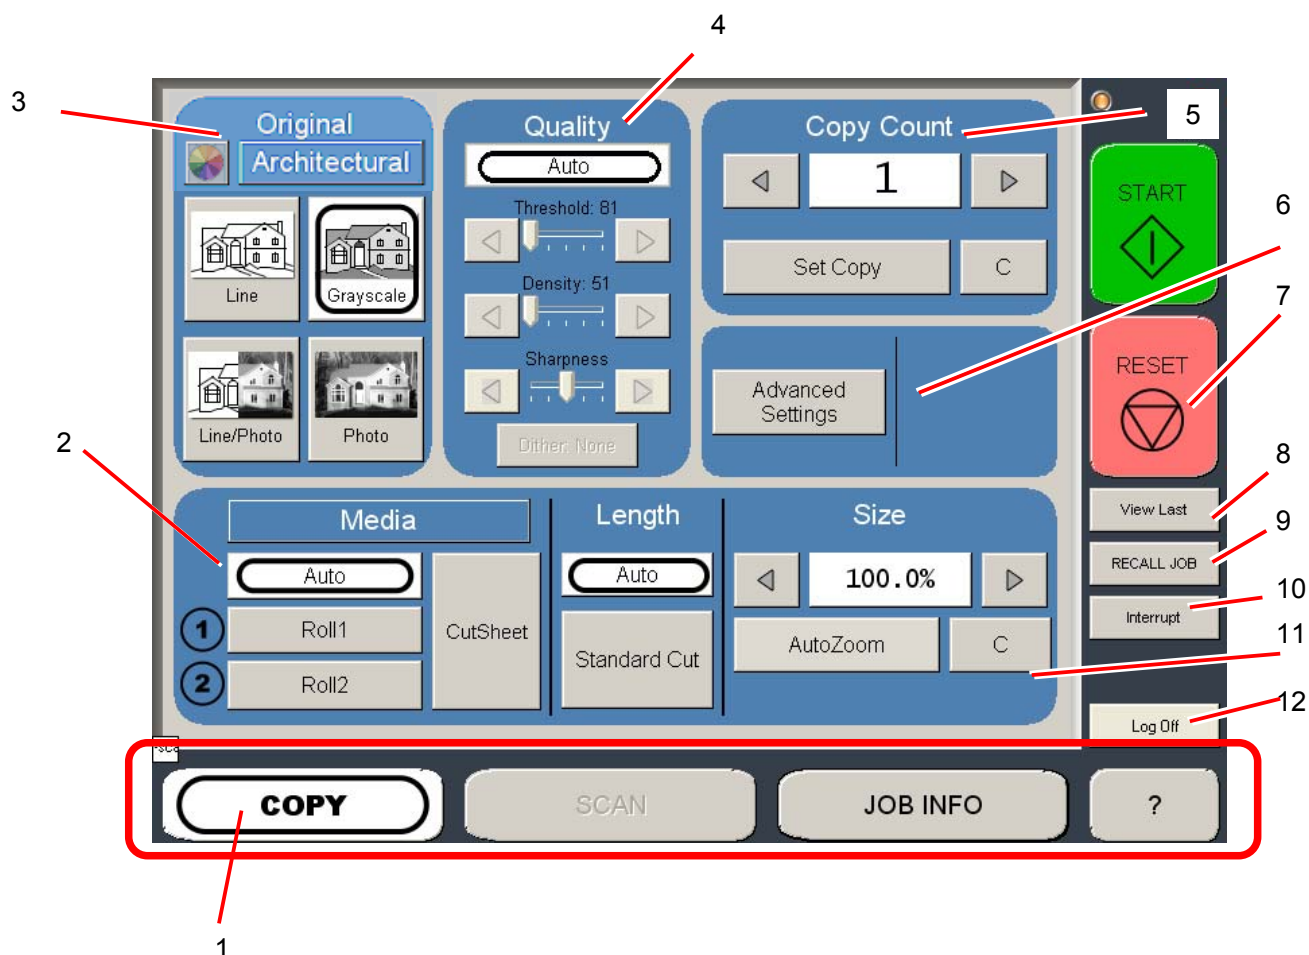 4
3
5
Original
Architectural
Line
Grayscale
Line/Photo
Photo
Quality
Auto
Threshold: 81
Density: 51
Sharpness
Dither: None
Copy Count
1
Set Copy
C
Advanced
Settings
START
6
7
RESET
2
8
View Last
9
RECALL JOB
10
Interrupt
11
12
Log Off
Media
Auto
1
Roll1
2
Roll2
CutSheet
Length
Auto
Standard Cut
Size
100.0%
AutoZoom
C
COPY
SCAN
JOB INFO
?
1